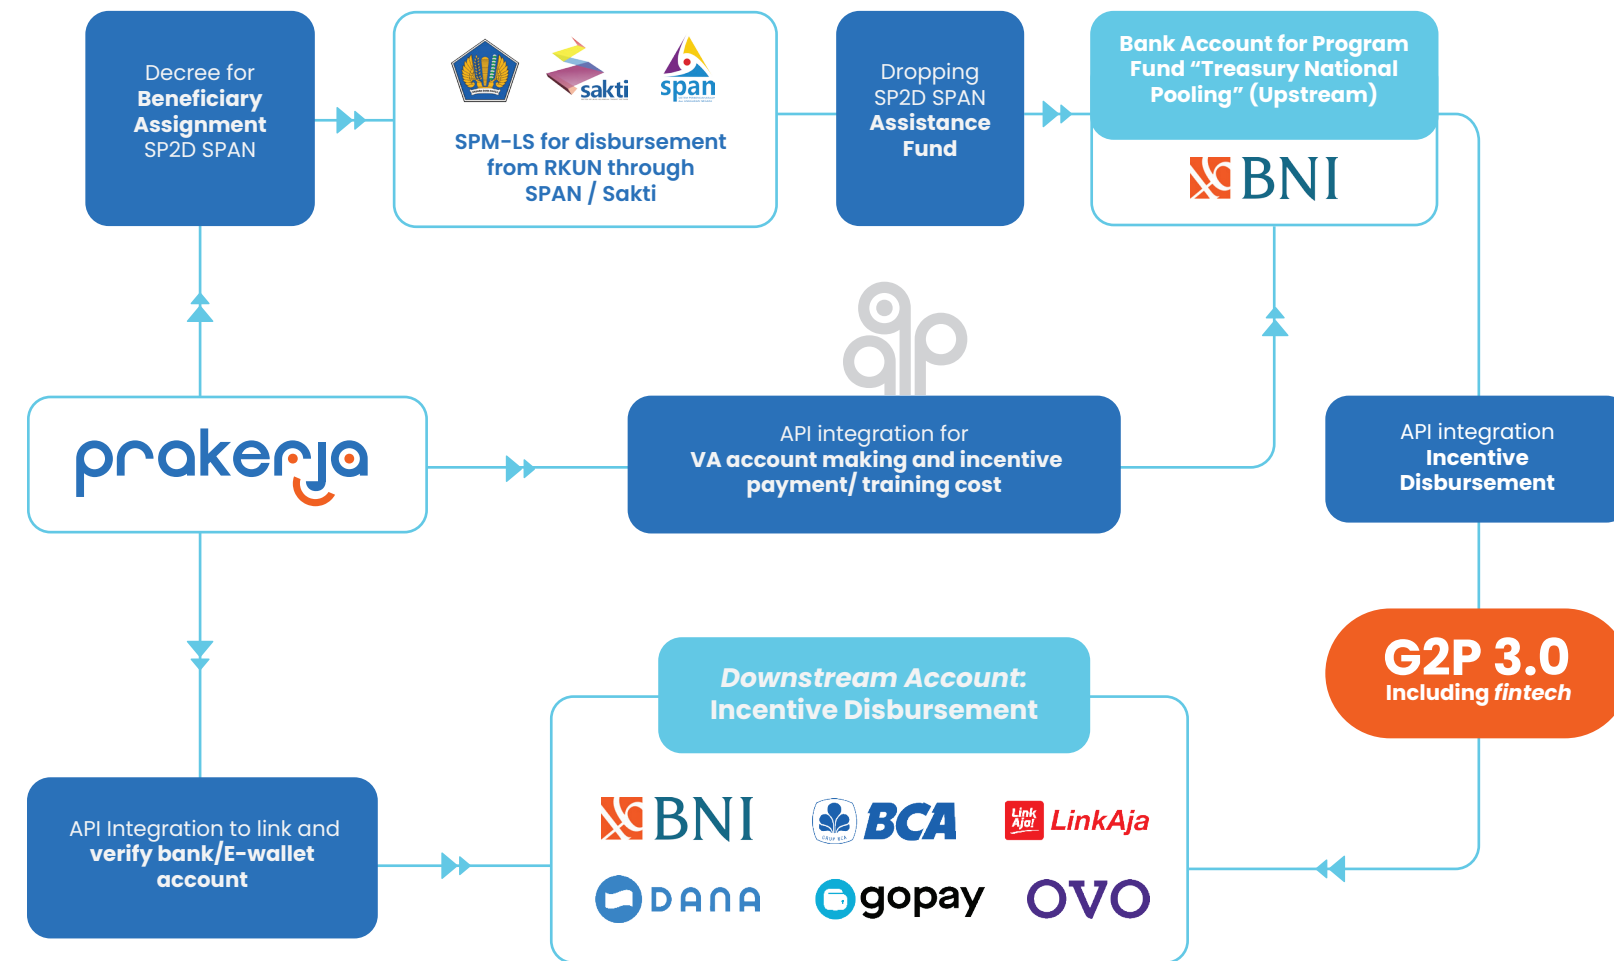 Decree for
Beneficiary
Assignment
SP2D SPAN
sakti
span
SPM-LS for disbursement
from RKUN through
SPAN / Sakti
Dropping
SP2D SPAN
Assistance
Fund
Bank Account for Program
Fund “Treasury National
Pooling” (Upstream)
BNI
prakerja
API integration for
VA account making and incentive
payment/ training cost
API integration
Incentive
Disbursement
G2P 3.0
Including fintech
Downstream Account:
Incentive Disbursement
API Integration to link and
verify bank/E-wallet
account
BNI
BCA
Link
Aja!
LinkAja
DANA
gopay
OVO